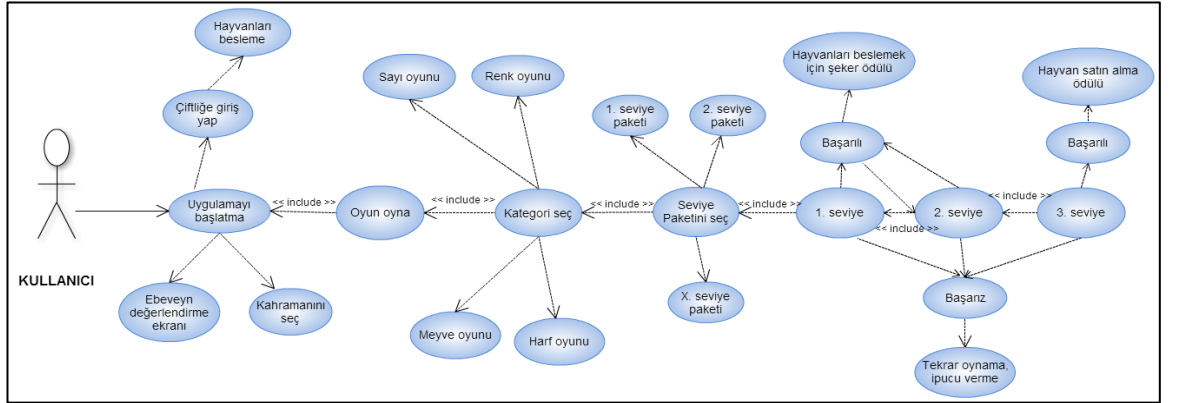 Hayvanları
besleme
Çiftliğe giriş
yap
KULLANICI
Uygulamayı
başlatma
Ebeveyn
değerlendirme
ekranı
Kahramanını
seç
<< include >>
Oyun oyna
<< include >>
Sayı oyunu
Renk oyunu
Kategori seç
Meyve oyunu
Harf oyunu
<< include >>
1. seviye
paketi
2. seviye
paketi
Seviye
Paketini seç
X. seviye
paketi
<< include >>
Hayvanları beslemek
için şeker ödülü
Başarılı
1. seviye
<< include >>
2. seviye
<< include >>
Hayvan satın alma
ödülü
Başarılı
3. seviye
Başarız
Tekrar oynama,
ipucu verme